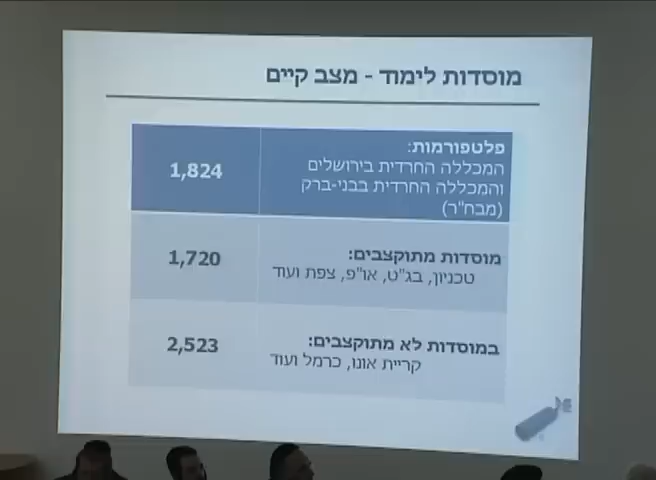 מוסדות לימוד - מצב קיים
פלטפורמות:
המכללה החרדית בירושלים
והמכללה החרדית בבני-ברק
(מבח"ר)
1,824
מוסדות מתוקצבים:
טכניון, בג"ט, או"פ, צפת ועוד
1,720
במוסדות לא מתוקצבים:
קריית אונו, כרמל ועוד
2,523